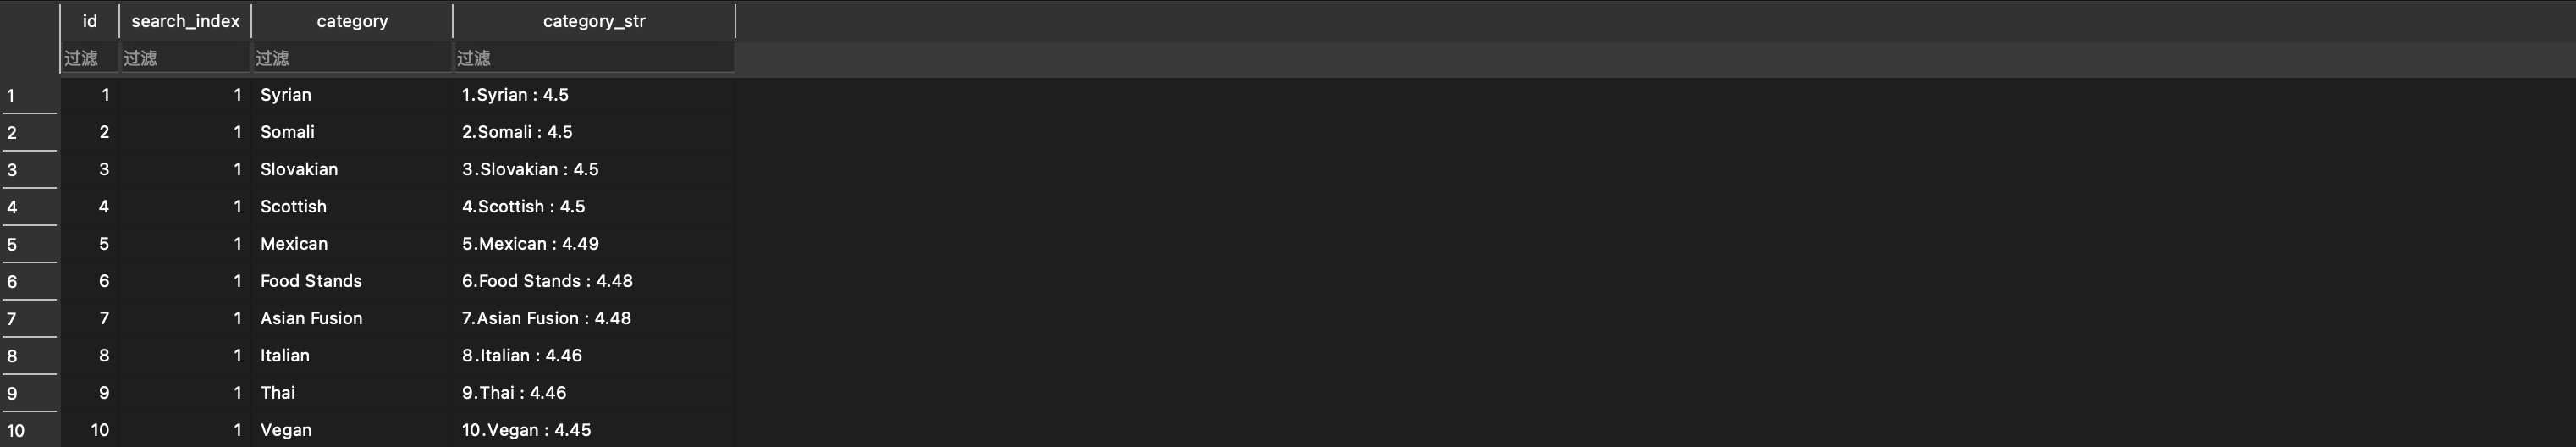 id search_index category category_str
过滤 过滤 过滤 过滤
1 1 1 Syrian 1.Syrian : 4.5
2 2 1 Somali 2.Somali : 4.5
3 3 1 Slovakian 3.Slovakian : 4.5
4 4 1 Scottish 4.Scottish : 4.5
5 5 1 Mexican 5.Mexican : 4.49
6 6 1 Food Stands 6.Food Stands : 4.48
7 7 1 Asian Fusion 7.Asian Fusion : 4.48
8 8 1 Italian 8.Italian : 4.46
9 9 1 Thai 9.Thai : 4.46
10 10 1 Vegan 10.Vegan : 4.45